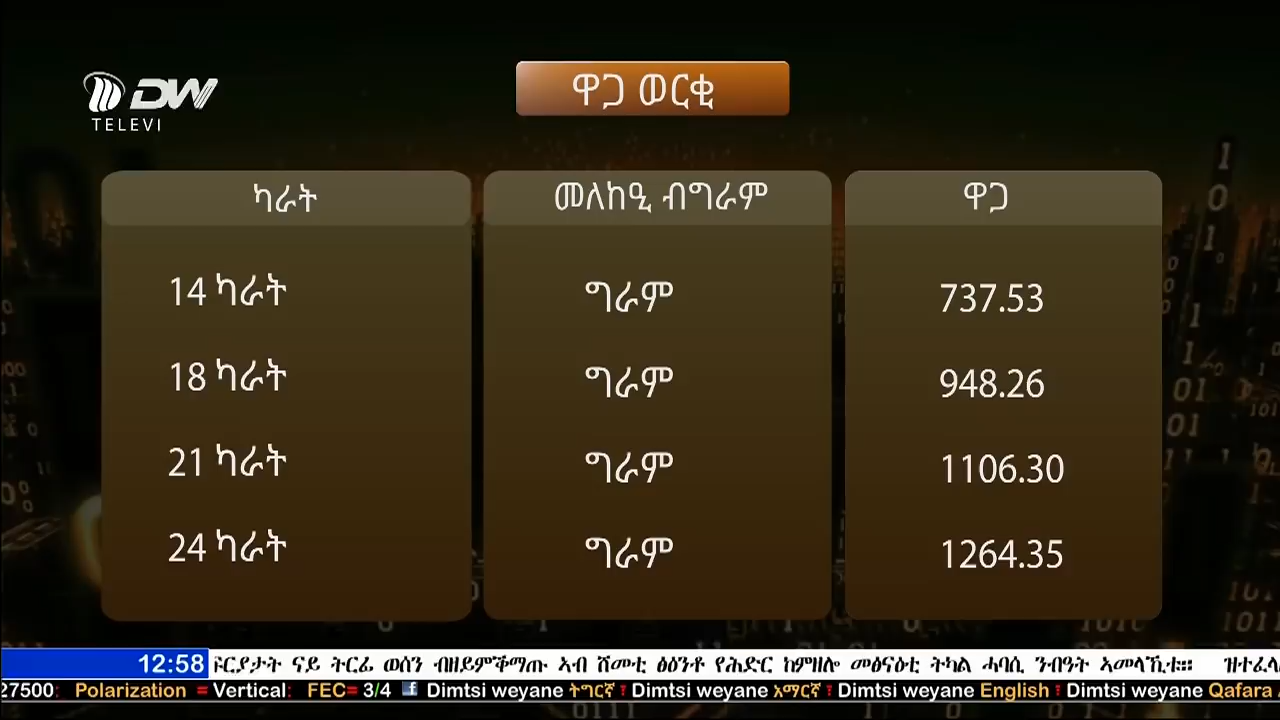 ዋጋ ወርቂ
DW
TELEVI
ካራት መለከዒ ብግራም ዋጋ
14 ካራት ግራም 737.53
18 ካራት ግራም 948.26
21 ካራት ግራም 1106.30
24 ካራት ግራም 1264.35
12:58 ናይ ትርፊ ወሰን ብዘይምቕማጡ ኣብ ሸመቲ ዕዕንቶ የሕድር ከምዘሎ መፅናዕቲ ትካል ሓባሲ ንብዓት ኣመላኺቱ።
27500: Polarization = Vertical: FEC= 3/4 Dimtsi weyane ትግርኛ፣ Dimtsi weyane አማርኛ፣ Dimtsi weyane English፣ Dimtsi weyane Qafara